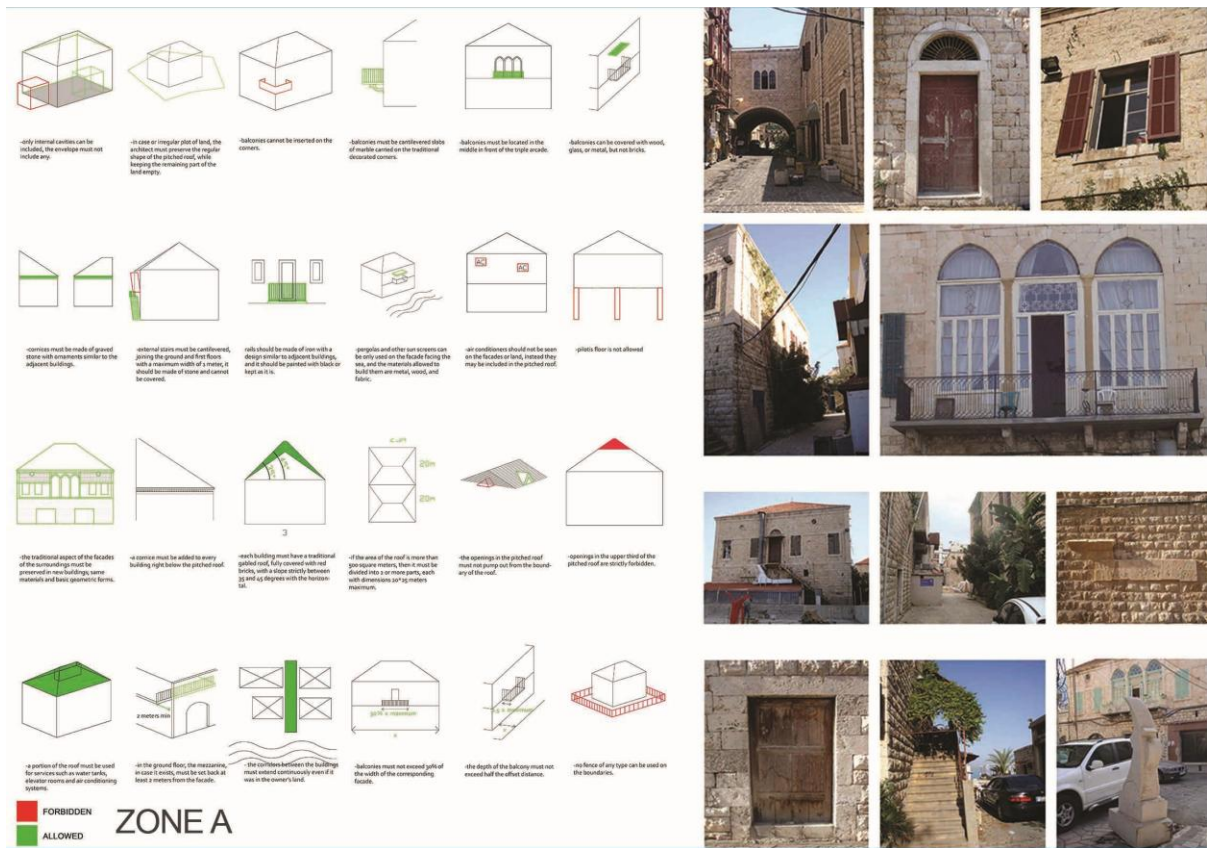 -only internal cavities can be
included, the envelope must not
include any.
-in case or irregular plot of land, the
architect must preserve the regular
shape of the pitched roof, while
keeping the remaining part of the
land empty.
-balconies cannot be inserted on the
corners.
-balconies must be cantilevered slabs
of marble carried on the traditional
decorated corners.
-balconies must be located in the
middle in front of the triple arcade.
-balconies can be covered with wood,
glass, or metal, but not bricks.
AC
AC
-cornices must be made of graved
stone with ornaments similar to the
adjacent buildings.
-external stairs must be cantilevered,
joining the ground and first floors
with a maximum width of 1 meter, it
should be made of stone and cannot
be covered.
rails should be made of iron with a
design similar to adjacent buildings,
and it should be painted with black or
kept as it is.
-pergolas and other sun screens can
be only used on the facade facing the
sea, and the materials allowed to
build them are metal, wood, and
fabric.
-air conditioners should not be seen
on the facades or land, instead they
may be included in the pitched roof.
-pilotis floor is not allowed
20m
20m
3
-the traditional aspect of the facades
of the surroundings must be
preserved in new buildings; same
materials and basic geometric forms.
-a cornice must be added to every
building right below the pitched roof.
-each building must have a traditional
gabled roof, fully covered with red
bricks, with a slope strictly between
35 and 45 degrees with the horizon-
tal.
-if the area of the roof is more than
500 square meters, then it must be
divided into 2 or more parts, each
with dimensions 20*25 meters
maximum.
-the openings in the pitched roof
must not pump out from the bound-
ary of the roof.
-openings in the upper third of the
pitched roof are strictly forbidden.
2 meters min
-a portion of the roof must be used
for services such as water tanks,
elevator rooms and air conditioning
systems.
-in the ground floor, the mezzanine,
in case it exists, must be set back at
least 2 meters from the facade.
- the corridors between the buildings
must extend continuously even if it
was in the owner's land.
-balconies must not exceed 30% of
the width of the corresponding
facade.
-the depth of the balcony must not
exceed half the offset distance.
-no fence of any type can be used on
the boundaries.
FORBIDDEN
ALLOWED
ZONE A